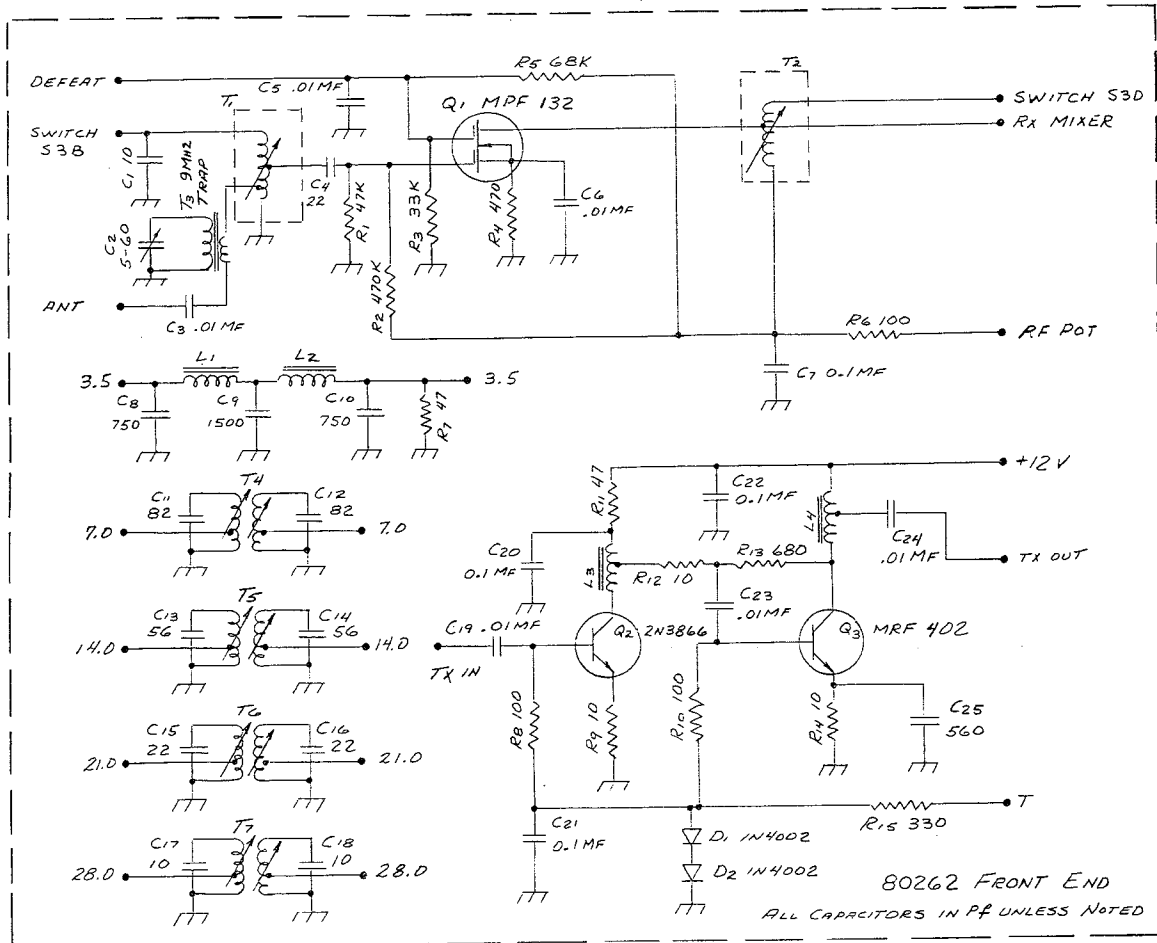 DEFEAT
C5 .01MF
R5 68K
T2
Q1 MPF 132
T1
SWITCH S3D
RX MIXER
SWITCH
S3B
C1 10
T3 9MHz
TRAP
C4
22
R1 47K
R3 33K
R4 470
C6
.01MF
C2
5-60
R2 470K
ANT
C3 .01MF
R6 100
RF POT
C7 0.1MF
3.5
L1
L2
3.5
C8
750
C9
1500
C10
750
R7 47
+12V
T4
C11
82
C12
82
7.0
7.0
R11 47
C22
0.1MF
L4
C24
.01MF
C20
0.1MF
L3
R12 10
R13 680
TX OUT
T5
C13
56
C14
56
14.0
14.0
C23
.01MF
C19 .01MF
TX IN
Q2
2N3866
Q3
MRF 402
T6
C15
22
C16
22
21.0
21.0
R8 100
R9 10
R10 100
R14 10
C25
560
T
R15 330
C21
0.1MF
D1 1N4002
D2 1N4002
T7
C17
10
C18
10
28.0
28.0
80262 FRONT END
ALL CAPACITORS IN Pf UNLESS NOTED